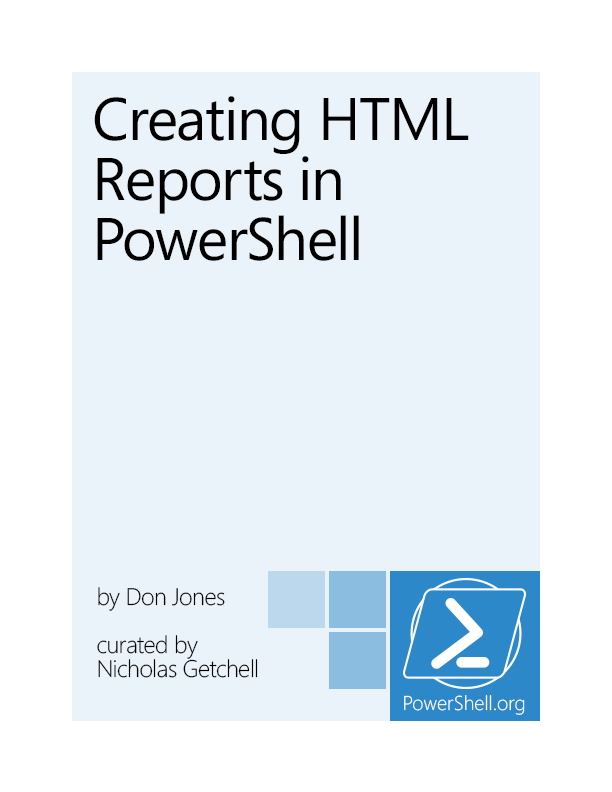 Creating HTML
Reports in
PowerShell
by Don Jones
curated by
Nicholas Getchell
PowerShell.org